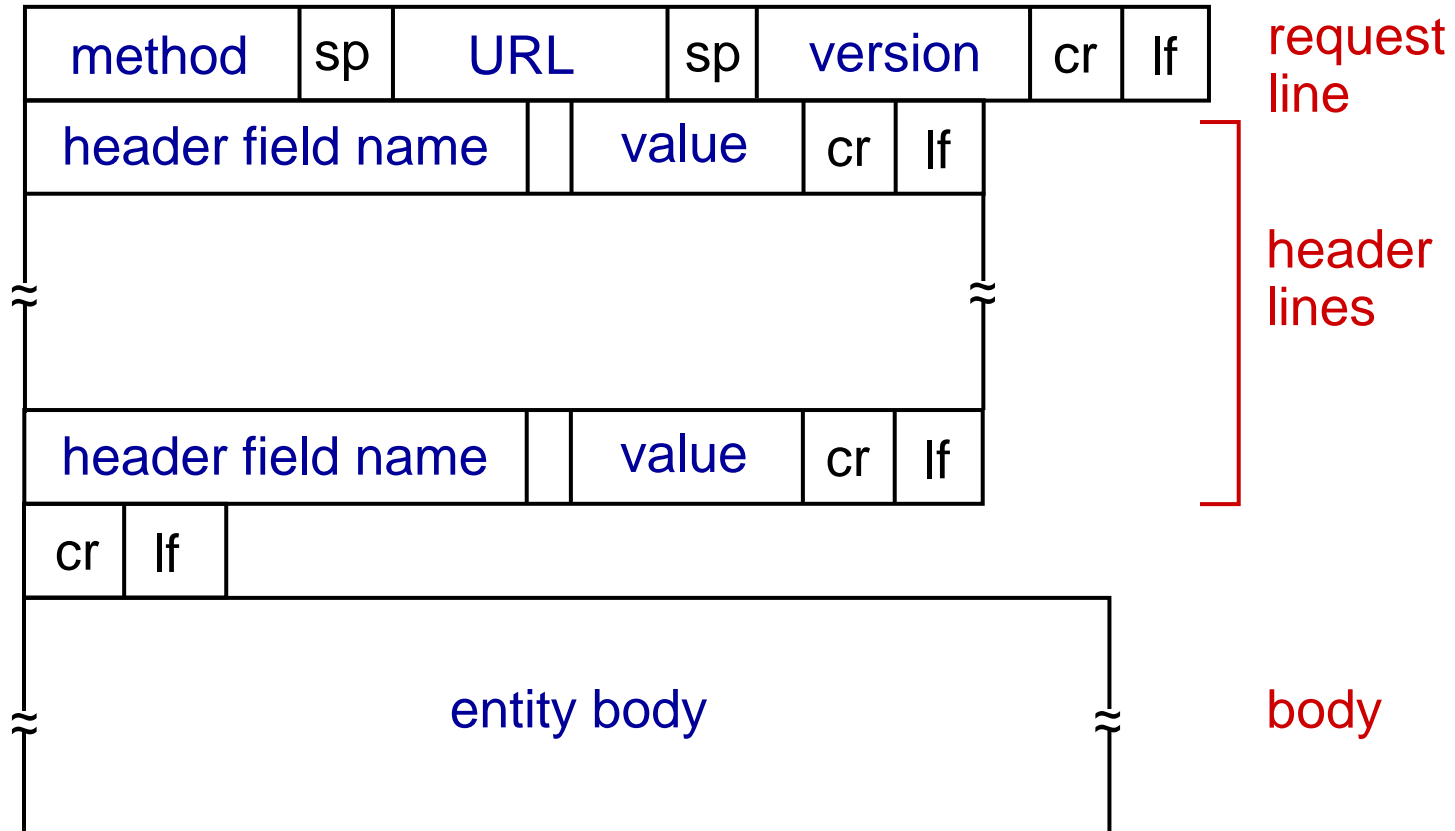 method sp URL sp version cr lf request
line
header field name value cr lf
header
lines
header field name value cr lf
cr lf
entity body body